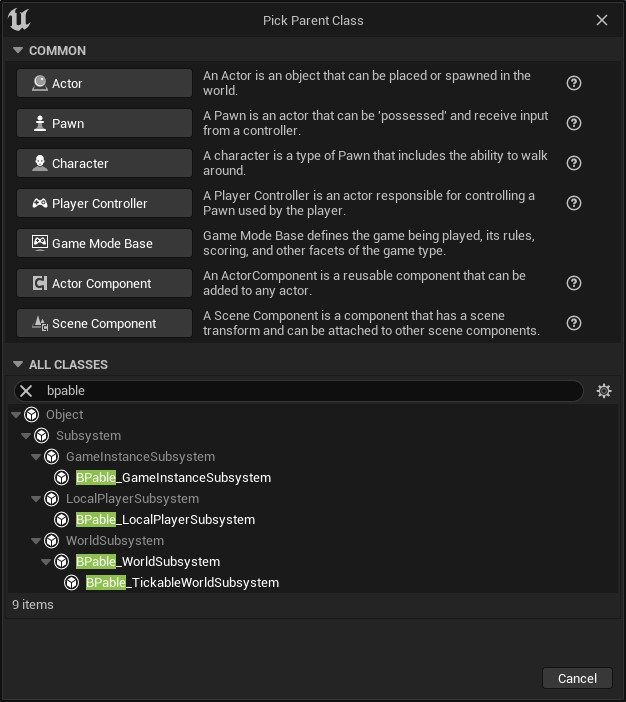 Pick Parent Class
COMMON
Actor
An Actor is an object that can be placed or spawned in the
world.
Pawn
A Pawn is an actor that can be 'possessed' and receive input
from a controller.
Character
A character is a type of Pawn that includes the ability to walk
around.
Player Controller
A Player Controller is an actor responsible for controlling a
Pawn used by the player.
Game Mode Base
Game Mode Base defines the game being played, its rules,
scoring, and other facets of the game type.
Actor Component
An ActorComponent is a reusable component that can be
added to any actor.
Scene Component
A Scene Component is a component that has a scene
transform and can be attached to other scene components.
ALL CLASSES
bpable
Object
Subsystem
GameInstanceSubsystem
BPable_GameInstanceSubsystem
LocalPlayerSubsystem
BPable_LocalPlayerSubsystem
WorldSubsystem
BPable_WorldSubsystem
BPable_TickableWorldSubsystem
9 items
Cancel